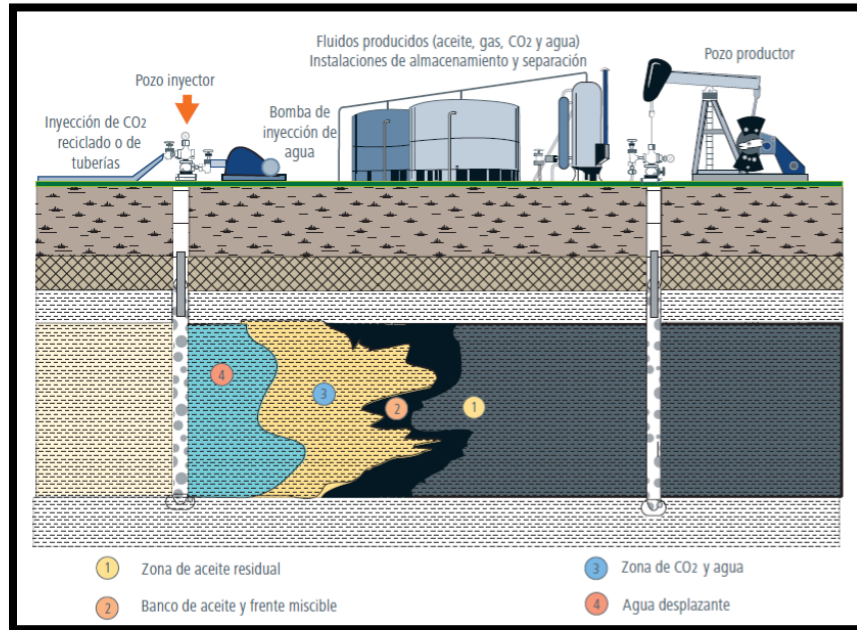 Fluidos producidos (aceite, gas, CO2 y agua)
Instalaciones de almacenamiento y separación
Pozo productor
Pozo inyector
Inyección de CO2
reciclado o de
tuberías
Bomba de
inyección de
agua
4
3
2
1
1 Zona de aceite residual
2 Banco de aceite y frente miscible
3 Zona de CO2 y agua
4 Agua desplazante